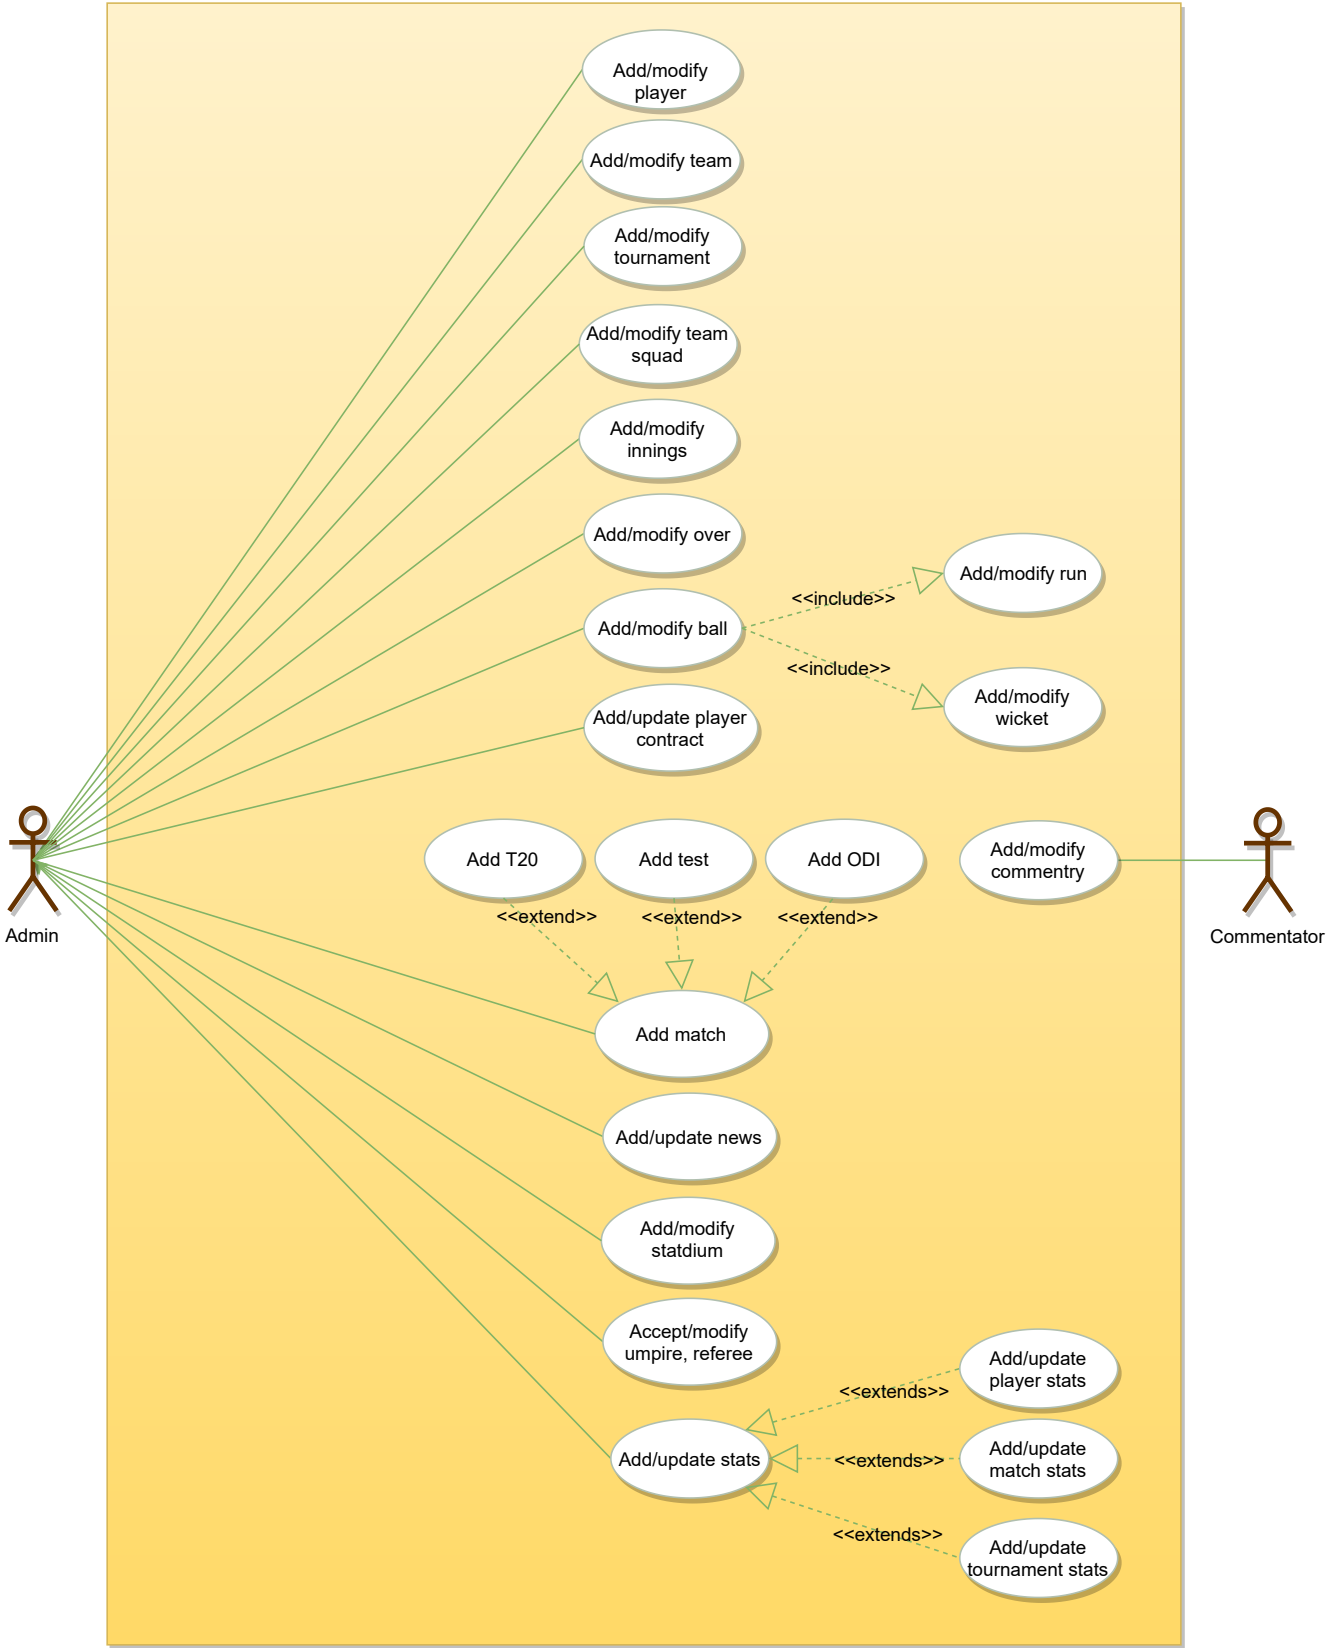 Add/modify
player
Add/modify team
Add/modify
tournament
Add/modify team
squad
Add/modify
innings
Add/modify over
Add/modify run
<<include>>
Add/modify ball
<<include>>
Add/modify
wicket
Add/update player
contract
Add T20
Add test
Add ODI
Add/modify
commentry
<<extend>>
<<extend>>
<<extend>>
Admin
Commentator
Add match
Add/update news
Add/modify
statdium
Accept/modify
umpire, referee
Add/update
player stats
<<extends>>
Add/update stats
<<extends>>
Add/update
match stats
<<extends>>
Add/update
tournament stats